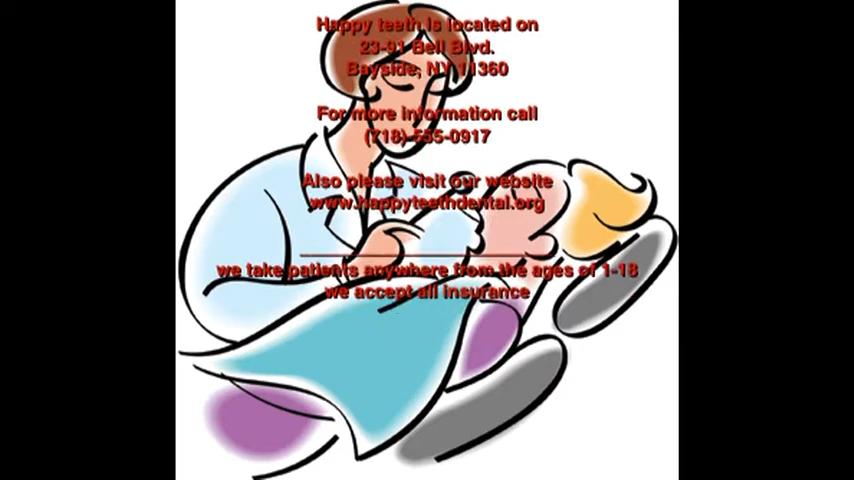 Happy teeth is located on
23-91 Bell Blvd.
Bayside, NY 11360
For more information call
(718)-555-0917
Also please visit our website
www.happyteethdental.org
we take patients anywhere from the ages of 1-18
we accept all insurance